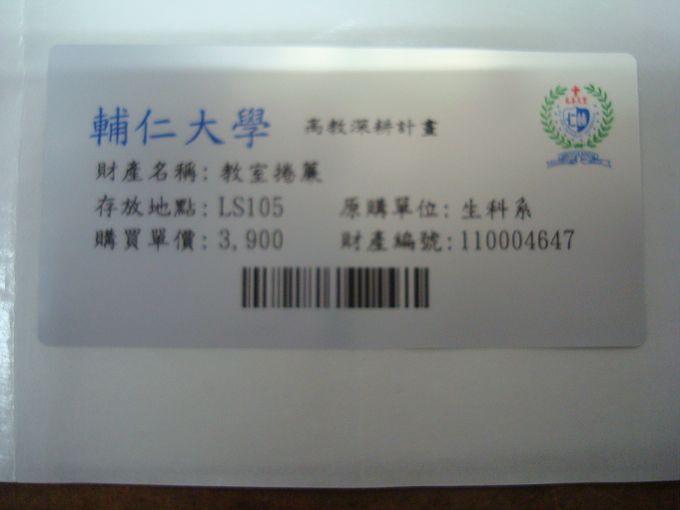 輔仁大學 高教深耕計畫
財產名稱: 教室捲簾
存放地點: LS105 原購單位: 生科系
購買單價: 3,900 財產編號: 110004647